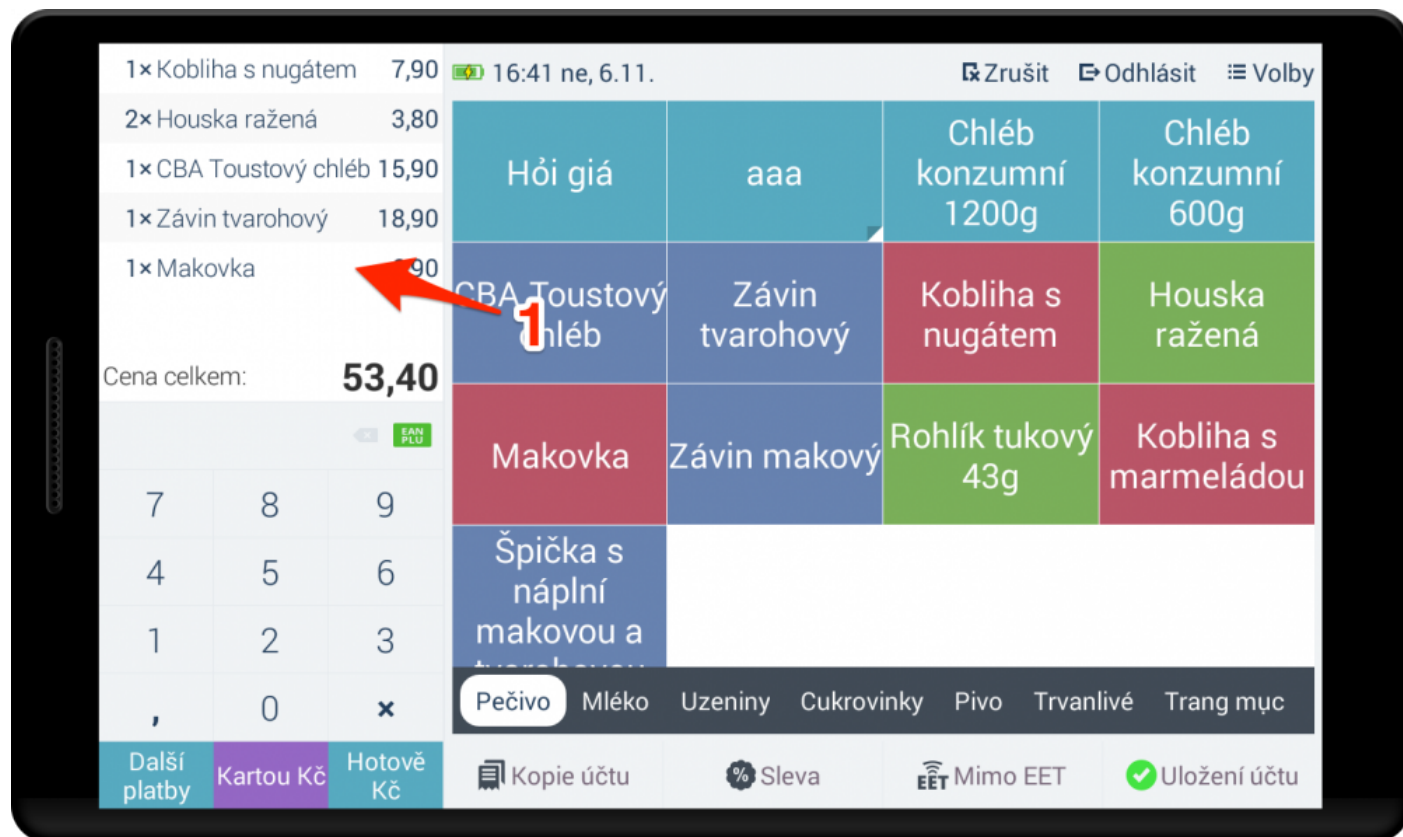 1× Kobliha s nugátem 7,90
2× Houska ražená 3,80
1× CBA Toustový chléb 15,90
1× Závin tvarohový 18,90
1× Makovka 90
Cena celkem: 53,40
EAN
PLU
7 8 9
4 5 6
1 2 3
, 0 ×
Další
platby
Kartou Kč
Hotově
Kč
16:41 ne, 6.11.
Zrušit
Odhlásit
Volby
Hỏi giá
aaa
Chléb
konzumní
1200g
Chléb
konzumní
600g
CBA Toustový
chléb
1
Závin
tvarohový
Kobliha s
nugátem
Houska
ražená
Makovka
Závin makový
Rohlík tukový
43g
Kobliha s
marmeládou
Špička s
náplní
makovou a
Pečivo Mléko Uzeniny Cukrovinky Pivo Trvanlivé Trang mục
Kopie účtu
% Sleva
EET Mimo EET
Uložení účtu